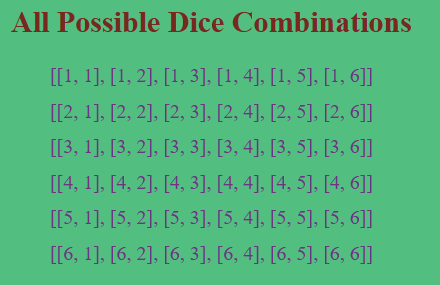 All Possible Dice Combinations
[[1, 1], [1, 2], [1, 3], [1, 4], [1, 5], [1, 6]]
[[2, 1], [2, 2], [2, 3], [2, 4], [2, 5], [2, 6]]
[[3, 1], [3, 2], [3, 3], [3, 4], [3, 5], [3, 6]]
[[4, 1], [4, 2], [4, 3], [4, 4], [4, 5], [4, 6]]
[[5, 1], [5, 2], [5, 3], [5, 4], [5, 5], [5, 6]]
[[6, 1], [6, 2], [6, 3], [6, 4], [6, 5], [6, 6]]